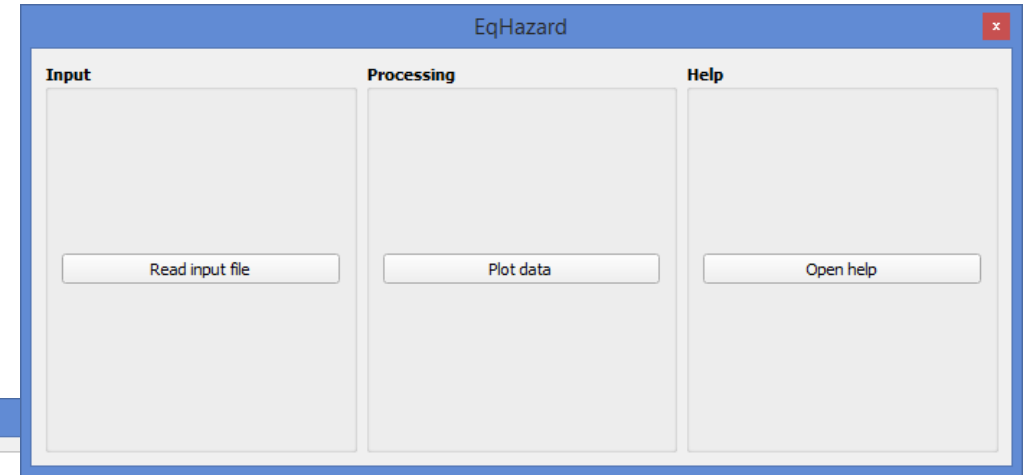 EqHazard
x
Input
Processing
Help
Read input file
Plot data
Open help